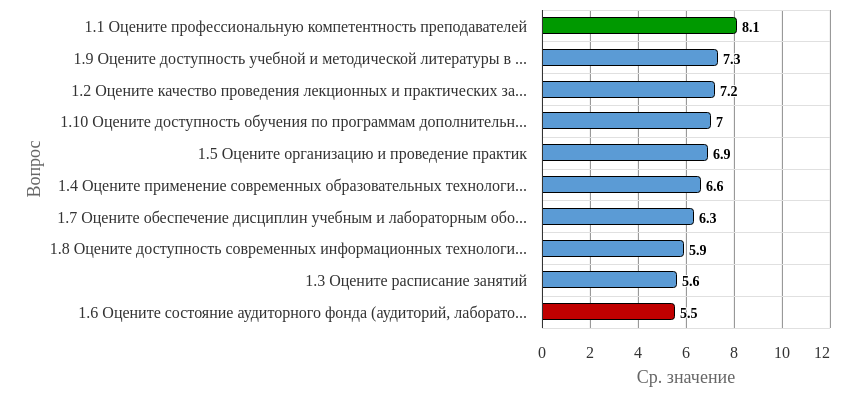 1.1 Оцените профессиональную компетентность преподавателей 8.1
1.9 Оцените доступность учебной и методической литературы в ... 7.3
1.2 Оцените качество проведения лекционных и практических за... 7.2
1.10 Оцените доступность обучения по программам дополнительн... 7
1.5 Оцените организацию и проведение практик 6.9
1.4 Оцените применение современных образовательных технологи... 6.6
1.7 Оцените обеспечение дисциплин учебным и лабораторным обо... 6.3
1.8 Оцените доступность современных информационных технологи... 5.9
1.3 Оцените расписание занятий 5.6
1.6 Оцените состояние аудиторного фонда (аудиторий, лаборато... 5.5
Вопрос
0 2 4 6 8 10 12
Ср. значение